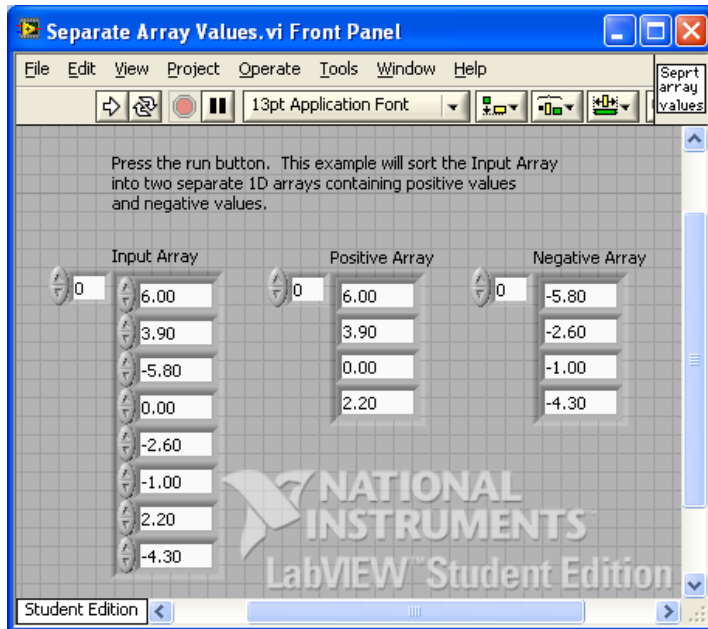 Separate Array Values.vi Front Panel
File Edit View Project Operate Tools Window Help
Seprt
array
values
13pt Application Font
Press the run button. This example will sort the Input Array
into two separate 1D arrays containing positive values
and negative values.
Input Array
0
6.00
3.90
-5.80
0.00
-2.60
-1.00
2.20
-4.30
Positive Array
0
6.00
3.90
0.00
2.20
Negative Array
0
-5.80
-2.60
-1.00
-4.30
NATIONAL
INSTRUMENTS™
LabVIEW™ Student Edition
Student Edition